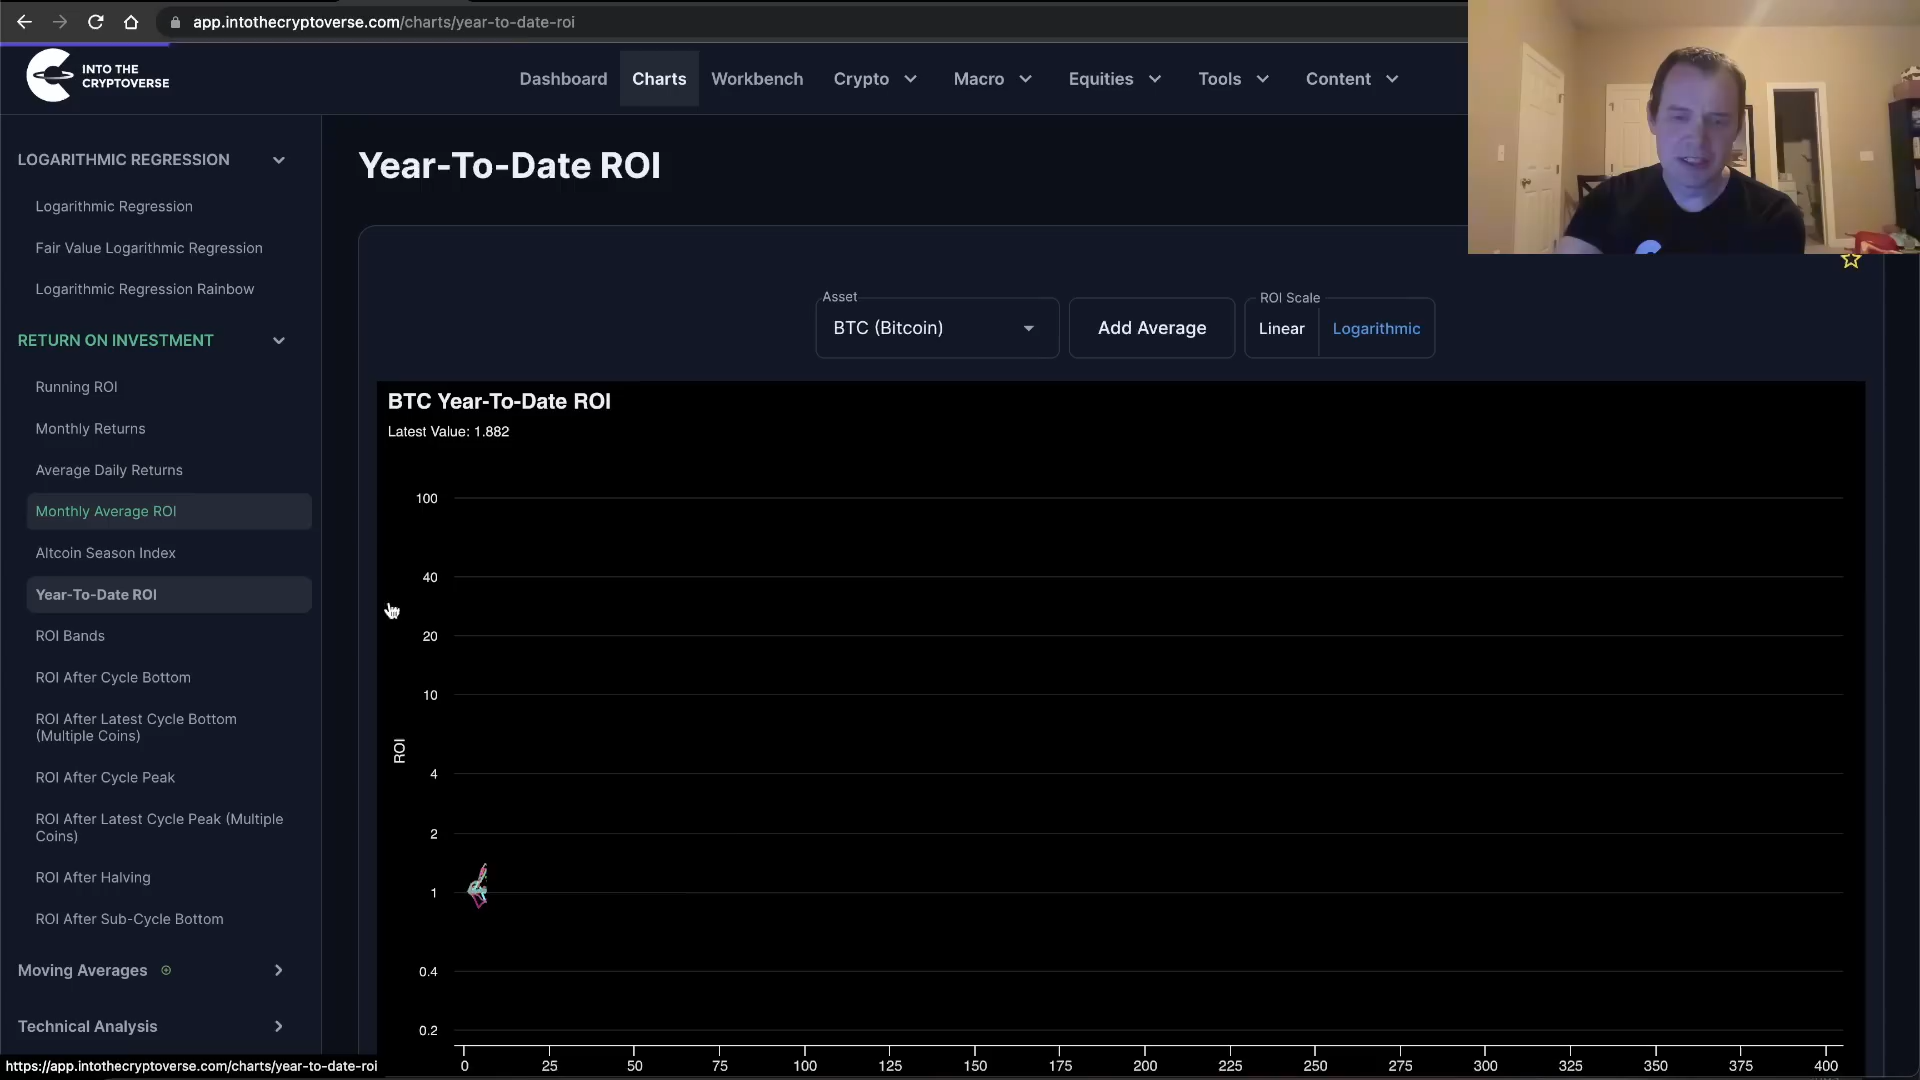 app.intothecryptoverse.com/charts/year-to-date-roi
INTO THE
CRYPTOVERSE
Dashboard
Charts
Workbench
Crypto
Macro
Equities
Tools
Content
LOGARITHMIC REGRESSION
Logarithmic Regression
Fair Value Logarithmic Regression
Logarithmic Regression Rainbow
RETURN ON INVESTMENT
Running ROI
Monthly Returns
Average Daily Returns
Monthly Average ROI
Altcoin Season Index
Year-To-Date ROI
ROI Bands
ROI After Cycle Bottom
ROI After Latest Cycle Bottom
(Multiple Coins)
ROI After Cycle Peak
ROI After Latest Cycle Peak (Multiple
Coins)
ROI After Halving
ROI After Sub-Cycle Bottom
Moving Averages
Technical Analysis
https://app.intothecryptoverse.com/charts/year-to-date-roi
Year-To-Date ROI
Asset
BTC (Bitcoin)
Add Average
ROI Scale
Linear
Logarithmic
BTC Year-To-Date ROI
Latest Value: 1.882
100
40
20
10
4
2
1
0.4
0.2
ROI
0 25 50 75 100 125 150 175 200 225 250 275 300 325 350 375 400